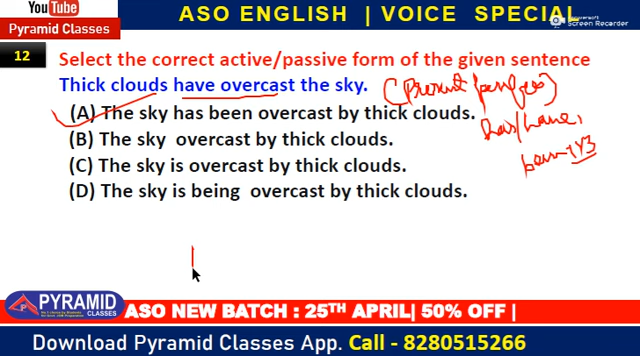 You Tube
Pyramid Classes
ASO ENGLISH | VOICE SPECIAL
Screen Recorder
12
Select the correct active/passive form of the given sentence
Thick clouds have overcast the sky.
(Present perfect)
(A) The sky has been overcast by thick clouds.
has/have,
been+V3
(B) The sky overcast by thick clouds.
(C) The sky is overcast by thick clouds.
(D) The sky is being overcast by thick clouds.
PYRAMID
CLASSES
ASO NEW BATCH : 25TH APRIL| 50% OFF |
Download Pyramid Classes App. Call - 8280515266